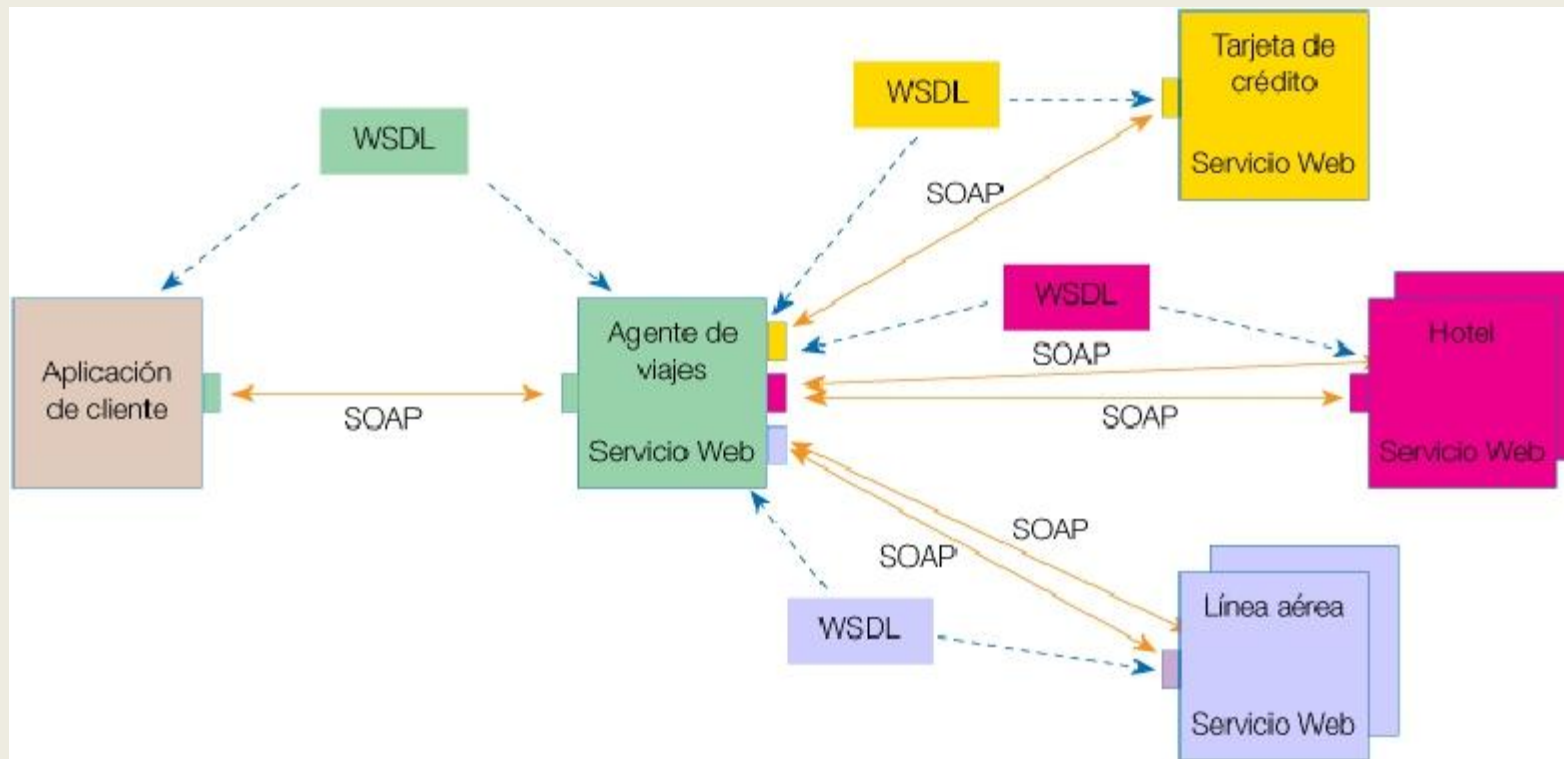 WSDL
Aplicación
de cliente
SOAP
Agente de
viajes
Servicio Web
WSDL
SOAP
Tarjeta de
crédito
Servicio Web
WSDL
SOAP
SOAP
Hotel
Servicio Web
SOAP
SOAP
WSDL
Línea aérea
Servicio Web